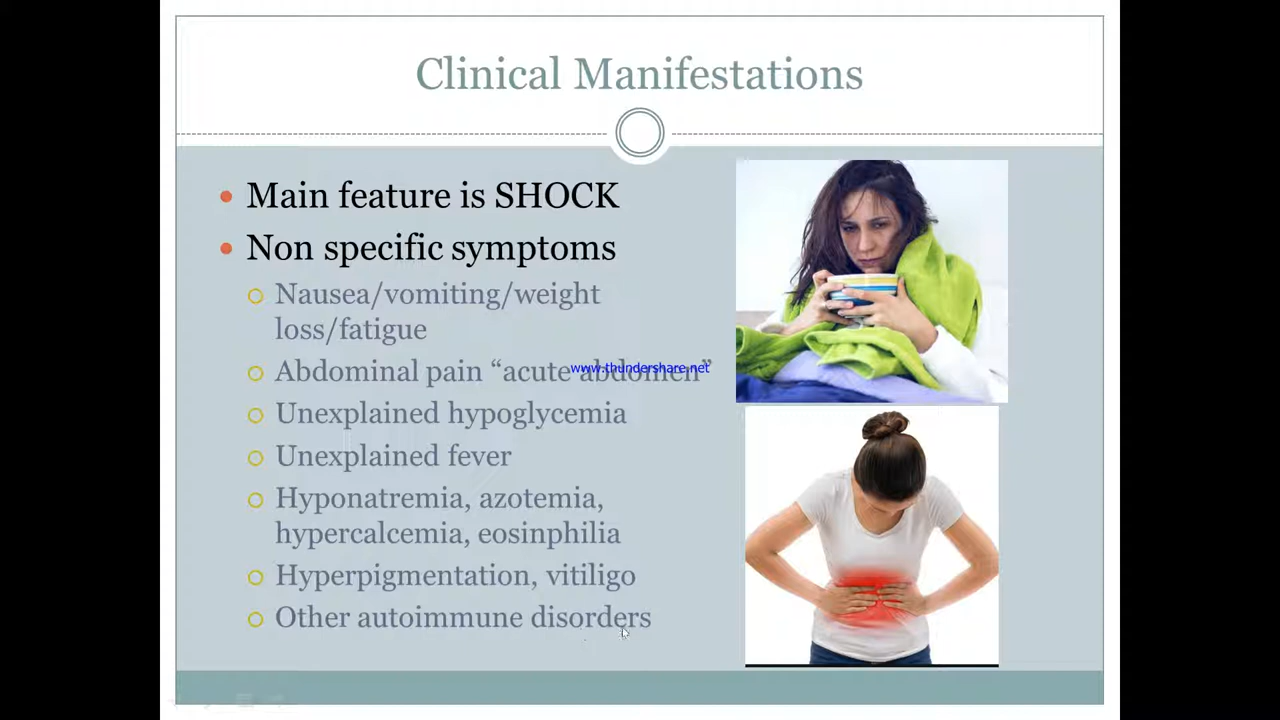 Clinical Manifestations
Main feature is SHOCK
Non specific symptoms
Nausea/vomiting/weight
loss/fatigue
Abdominal pain “acute abdomen”
www.thundershare.net
Unexplained hypoglycemia
Unexplained fever
Hyponatremia, azotemia,
hypercalcemia, eosinphilia
Hyperpigmentation, vitiligo
Other autoimmune disorders